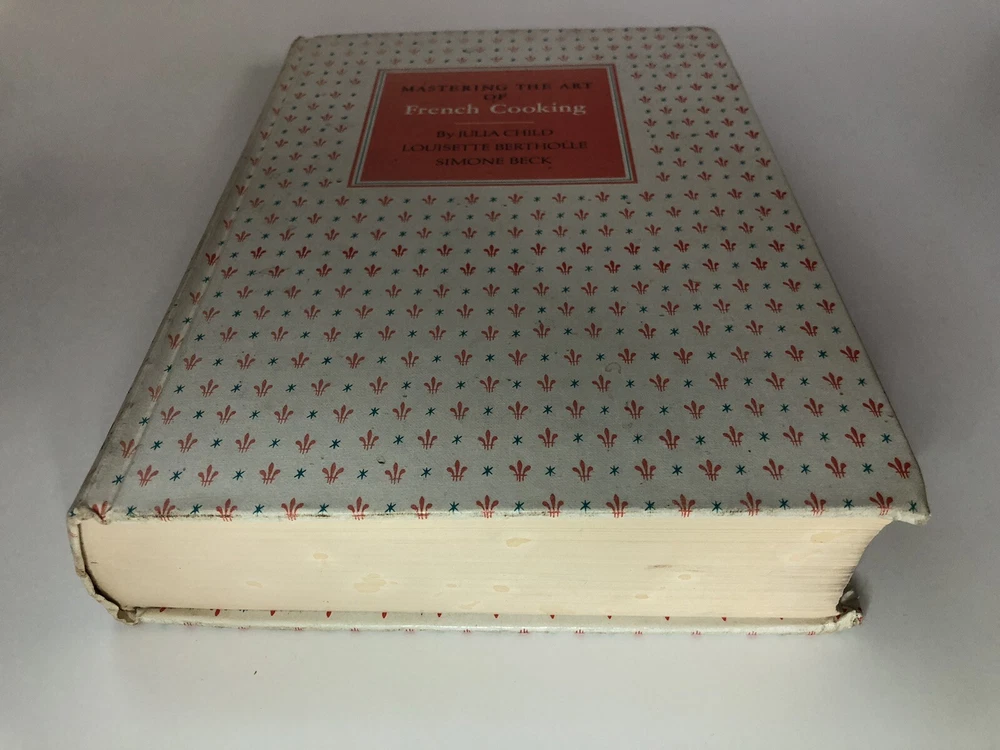 MASTERING THE ART
OF
French Cooking
By JULIA CHILD
LOUISETTE BERTHOLLE
SIMONE BECK